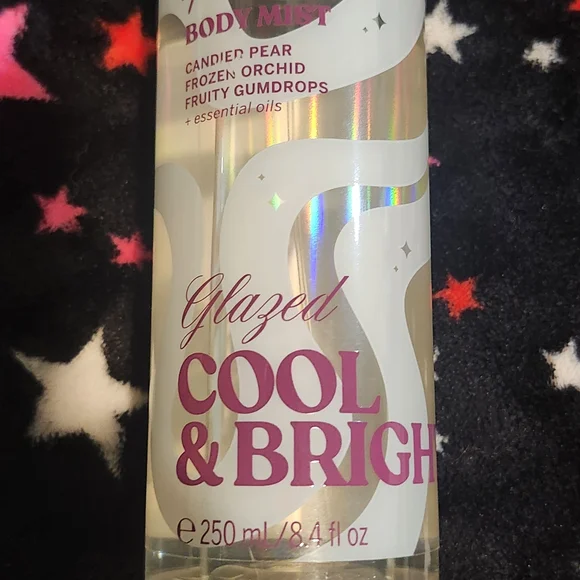 BODY MIST
CANDIED PEAR
FROZEN ORCHID
FRUITY GUMDROPS
+ essential oils
Glazed
COOL
& BRIGH
e 250 mL/8.4 fl oz